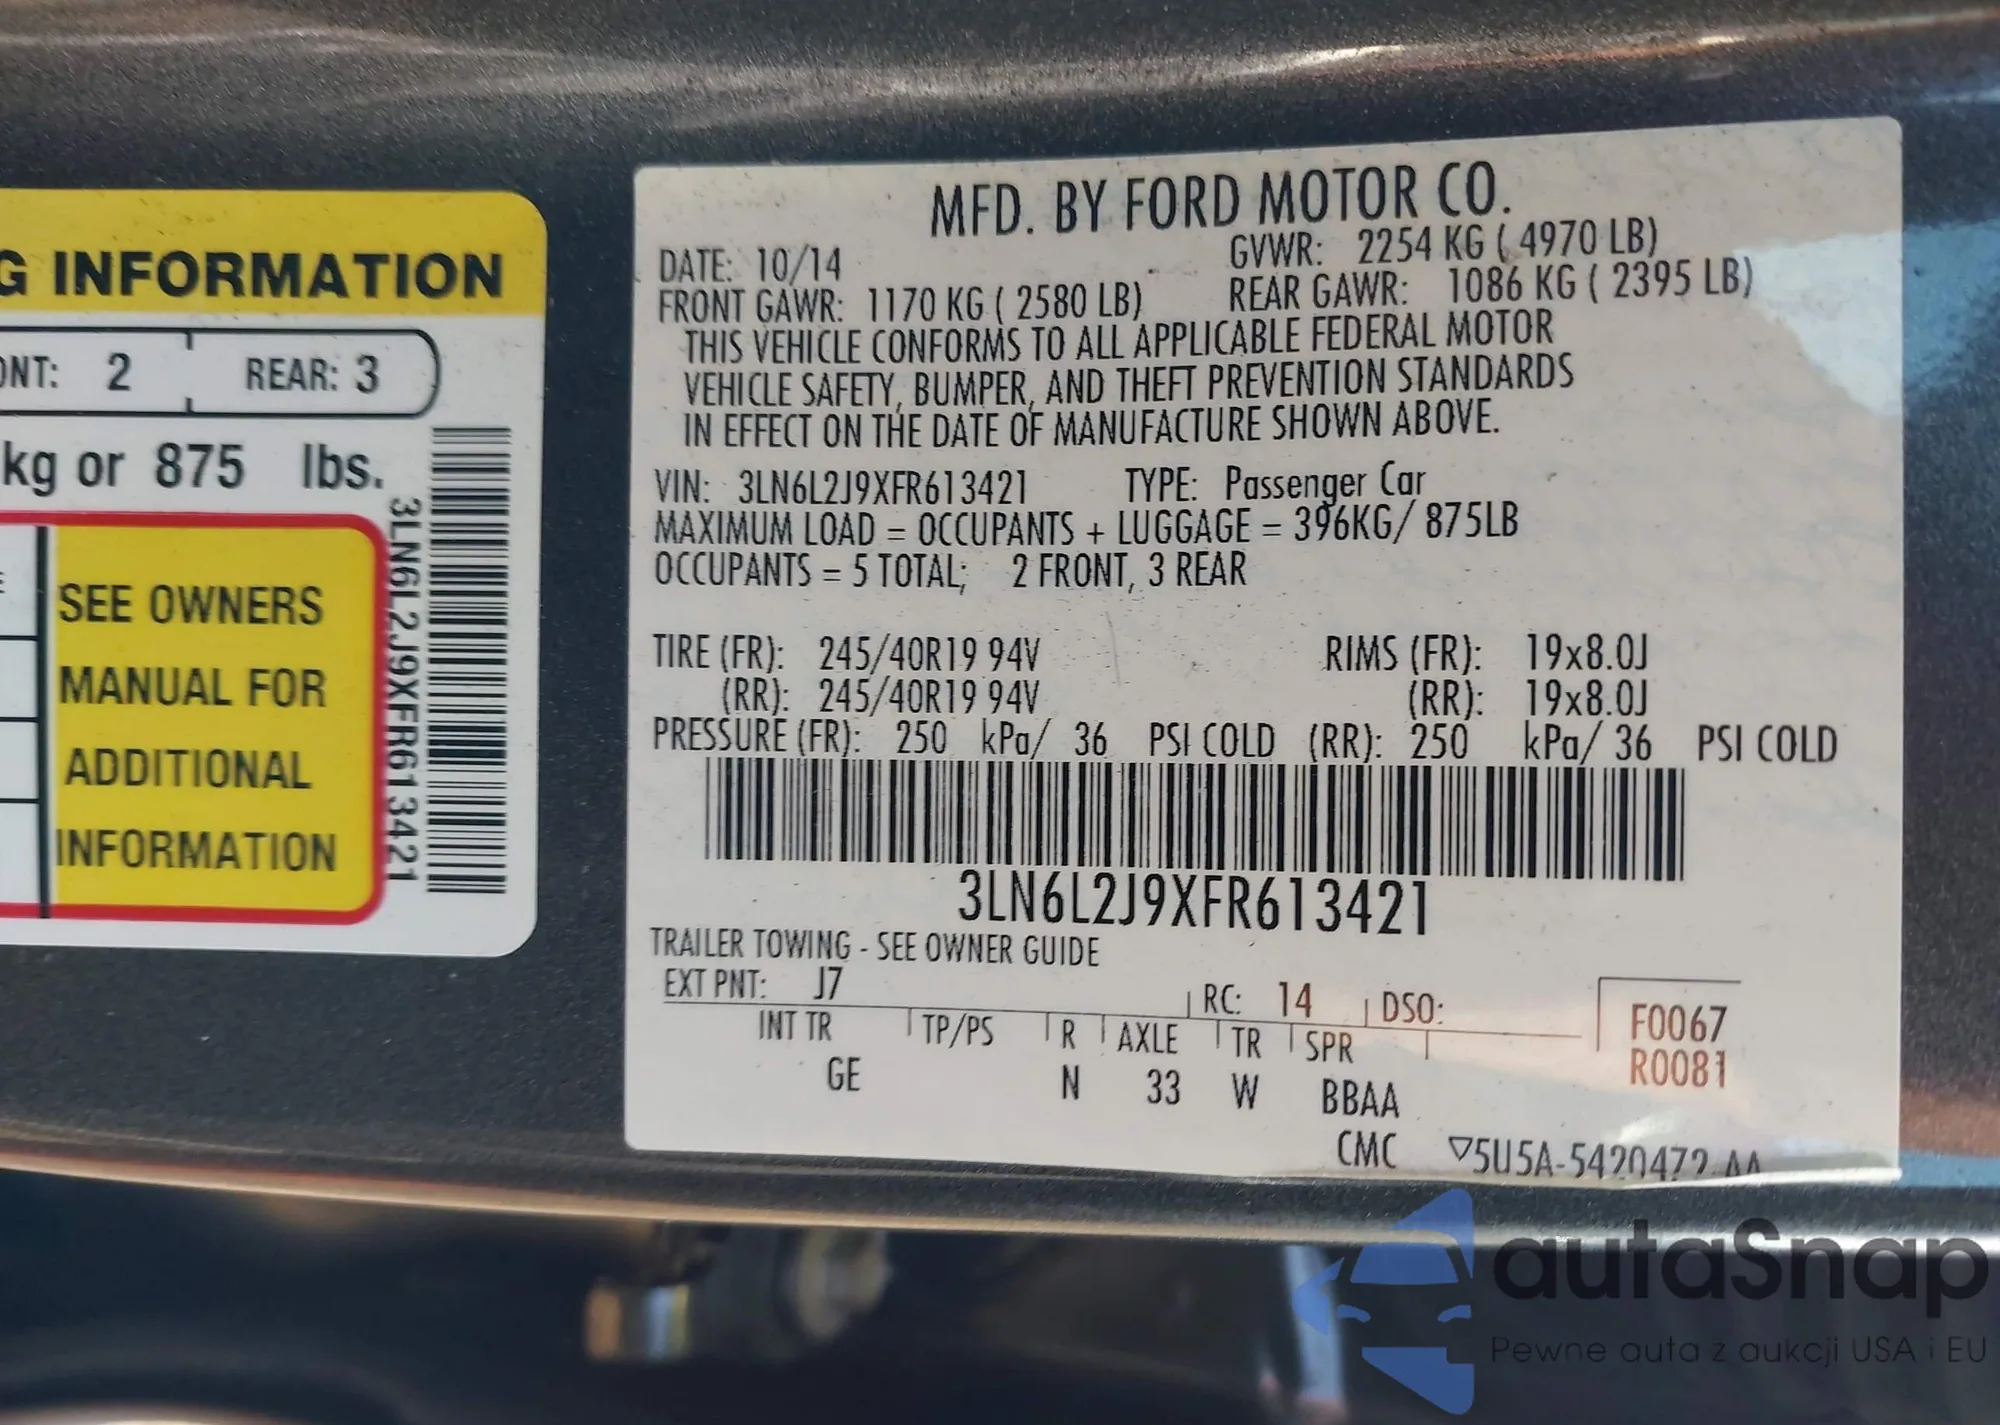 G INFORMATION
ONT: 2 REAR: 3
kg or 875 lbs.
SEE OWNERS
MANUAL FOR
ADDITIONAL
INFORMATION
3LN6L2J9XFR613421
MFD. BY FORD MOTOR CO.
DATE: 10/14 GVWR: 2254 KG ( 4970 LB)
FRONT GAWR: 1170 KG ( 2580 LB) REAR GAWR: 1086 KG ( 2395 LB)
THIS VEHICLE CONFORMS TO ALL APPLICABLE FEDERAL MOTOR
VEHICLE SAFETY, BUMPER, AND THEFT PREVENTION STANDARDS
IN EFFECT ON THE DATE OF MANUFACTURE SHOWN ABOVE.
VIN: 3LN6L2J9XFR613421 TYPE: Passenger Car
MAXIMUM LOAD = OCCUPANTS + LUGGAGE = 396KG/ 875LB
OCCUPANTS = 5 TOTAL; 2 FRONT, 3 REAR
TIRE (FR): 245/40R19 94V RIMS (FR): 19x8.0J
(RR): 245/40R19 94V (RR): 19x8.0J
PRESSURE (FR): 250 kPa/ 36 PSI COLD (RR): 250 kPa/ 36 PSI COLD
3LN6L2J9XFR613421
TRAILER TOWING - SEE OWNER GUIDE
EXT PNT: J7 RC: 14 DSO: F0067
INT TR TP/PS R AXLE TR SPR R0081
GE N 33 W BBAA
CMC ▽5U5A-5420472-AA
autaSnap
Pewne auta z aukcji USA i EU